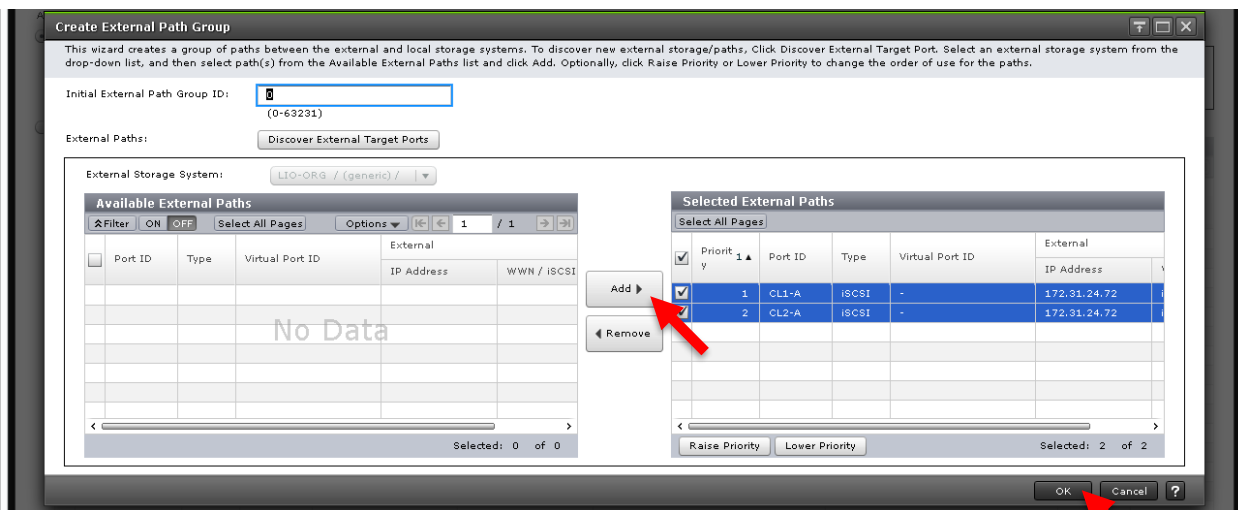 Create External Path Group
This wizard creates a group of paths between the external and local storage systems. To discover new external storage/paths, Click Discover External Target Port. Select an external storage system from the
drop-down list, and then select path(s) from the Available External Paths list and click Add. Optionally, click Raise Priority or Lower Priority to change the order of use for the paths.
Initial External Path Group ID: 0
(0-63231)
External Paths: Discover External Target Ports
External Storage System: LIO-ORG / (generic) /
Available External Paths
Filter ON OFF Select All Pages Options 1 / 1
Port ID Type Virtual Port ID External
IP Address WWN / iSCSI
No Data
Selected: 0 of 0
Add
Remove
Selected External Paths
Select All Pages
Priorit y 1 Port ID Type Virtual Port ID External
IP Address
1 CL1-A iSCSI - 172.31.24.72
2 CL2-A iSCSI - 172.31.24.72
Raise Priority Lower Priority Selected: 2 of 2
OK Cancel ?